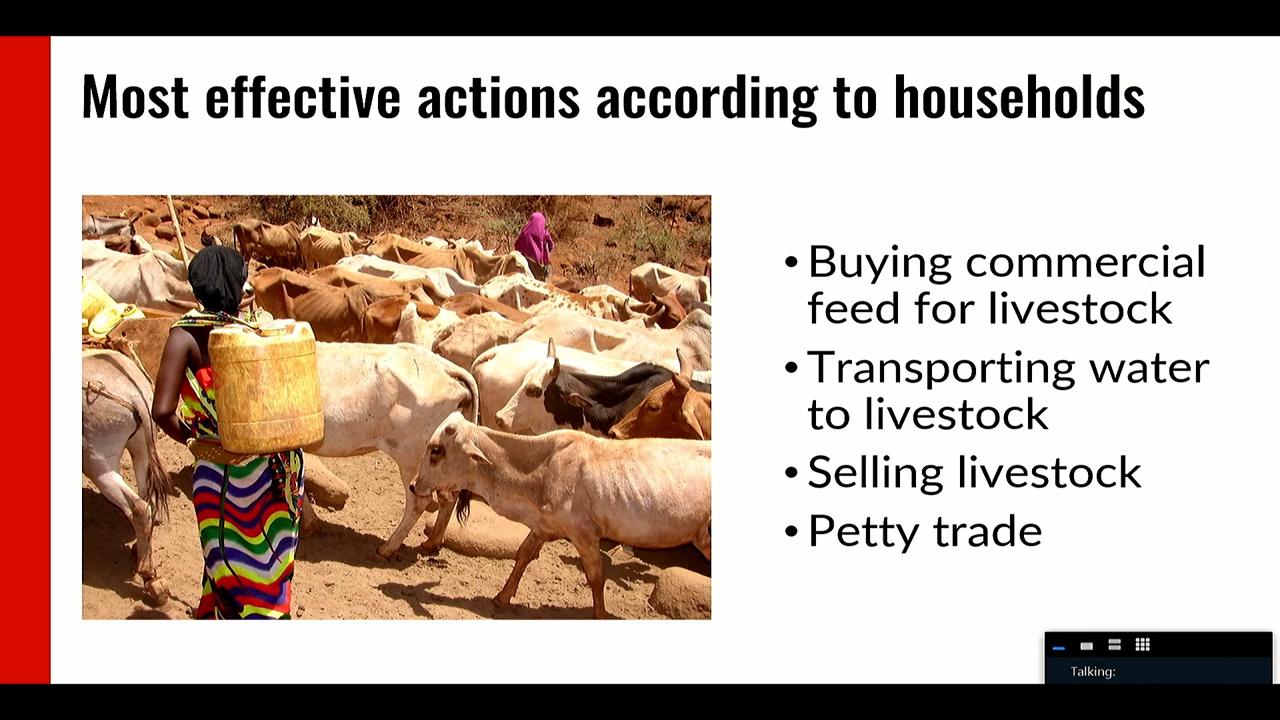 Most effective actions according to households
• Buying commercial
feed for livestock
• Transporting water
to livestock
• Selling livestock
• Petty trade
Talking: